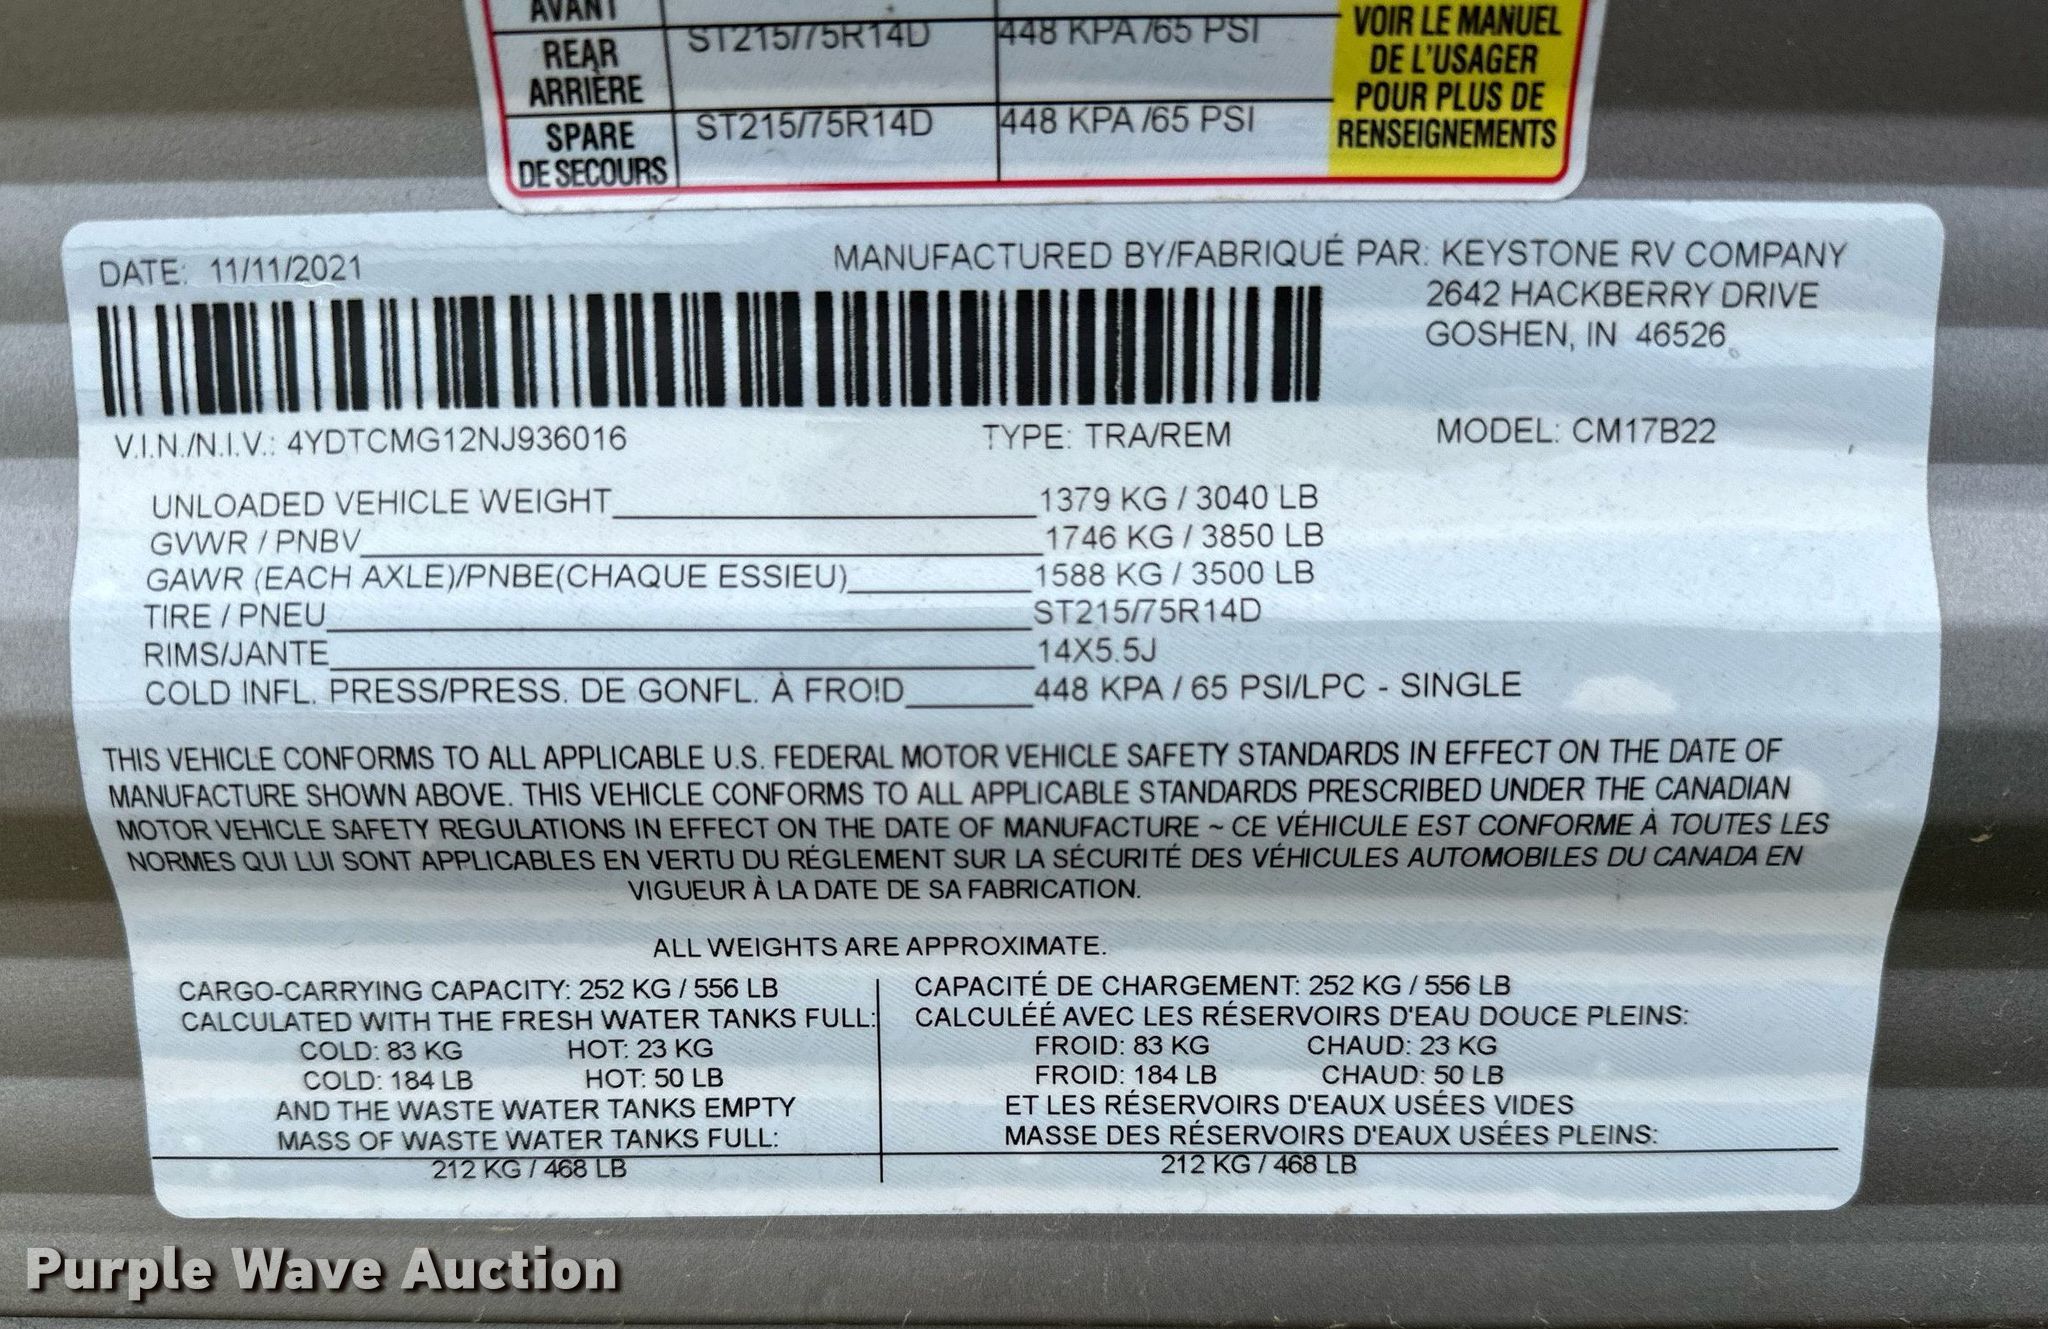 AVANT
REAR ST215/75R14D 448 KPA /65 PSI
ARRIÈRE
SPARE ST215/75R14D 448 KPA /65 PSI
DE SECOURS
VOIR LE MANUEL
DE L'USAGER
POUR PLUS DE
RENSEIGNEMENTS
DATE: 11/11/2021
MANUFACTURED BY/FABRIQUÉ PAR: KEYSTONE RV COMPANY
2642 HACKBERRY DRIVE
GOSHEN, IN 46526
V.I.N./N.I.V.: 4YDTCMG12NJ936016 TYPE: TRA/REM MODEL: CM17B22
UNLOADED VEHICLE WEIGHT 1379 KG / 3040 LB
GVWR / PNBV 1746 KG / 3850 LB
GAWR (EACH AXLE)/PNBE(CHAQUE ESSIEU) 1588 KG / 3500 LB
TIRE / PNEU ST215/75R14D
RIMS/JANTE 14X5.5J
COLD INFL. PRESS/PRESS. DE GONFL. À FRO!D 448 KPA / 65 PSI/LPC - SINGLE
THIS VEHICLE CONFORMS TO ALL APPLICABLE U.S. FEDERAL MOTOR VEHICLE SAFETY STANDARDS IN EFFECT ON THE DATE OF
MANUFACTURE SHOWN ABOVE. THIS VEHICLE CONFORMS TO ALL APPLICABLE STANDARDS PRESCRIBED UNDER THE CANADIAN
MOTOR VEHICLE SAFETY REGULATIONS IN EFFECT ON THE DATE OF MANUFACTURE ~ CE VÉHICULE EST CONFORME À TOUTES LES
NORMES QUI LUI SONT APPLICABLES EN VERTU DU RÉGLEMENT SUR LA SÉCURITÉ DES VÉHICULES AUTOMOBILES DU CANADA EN
VIGUEUR À LA DATE DE SA FABRICATION.
ALL WEIGHTS ARE APPROXIMATE.
CARGO-CARRYING CAPACITY: 252 KG / 556 LB
CALCULATED WITH THE FRESH WATER TANKS FULL:
COLD: 83 KG HOT: 23 KG
COLD: 184 LB HOT: 50 LB
AND THE WASTE WATER TANKS EMPTY
MASS OF WASTE WATER TANKS FULL:
212 KG / 468 LB
CAPACITÉ DE CHARGEMENT: 252 KG / 556 LB
CALCULÉÉ AVEC LES RÉSERVOIRS D'EAU DOUCE PLEINS:
FROID: 83 KG CHAUD: 23 KG
FROID: 184 LB CHAUD: 50 LB
ET LES RÉSERVOIRS D'EAUX USÉES VIDES
MASSE DES RÉSERVOIRS D'EAUX USÉES PLEINS:
212 KG / 468 LB
Purple Wave Auction